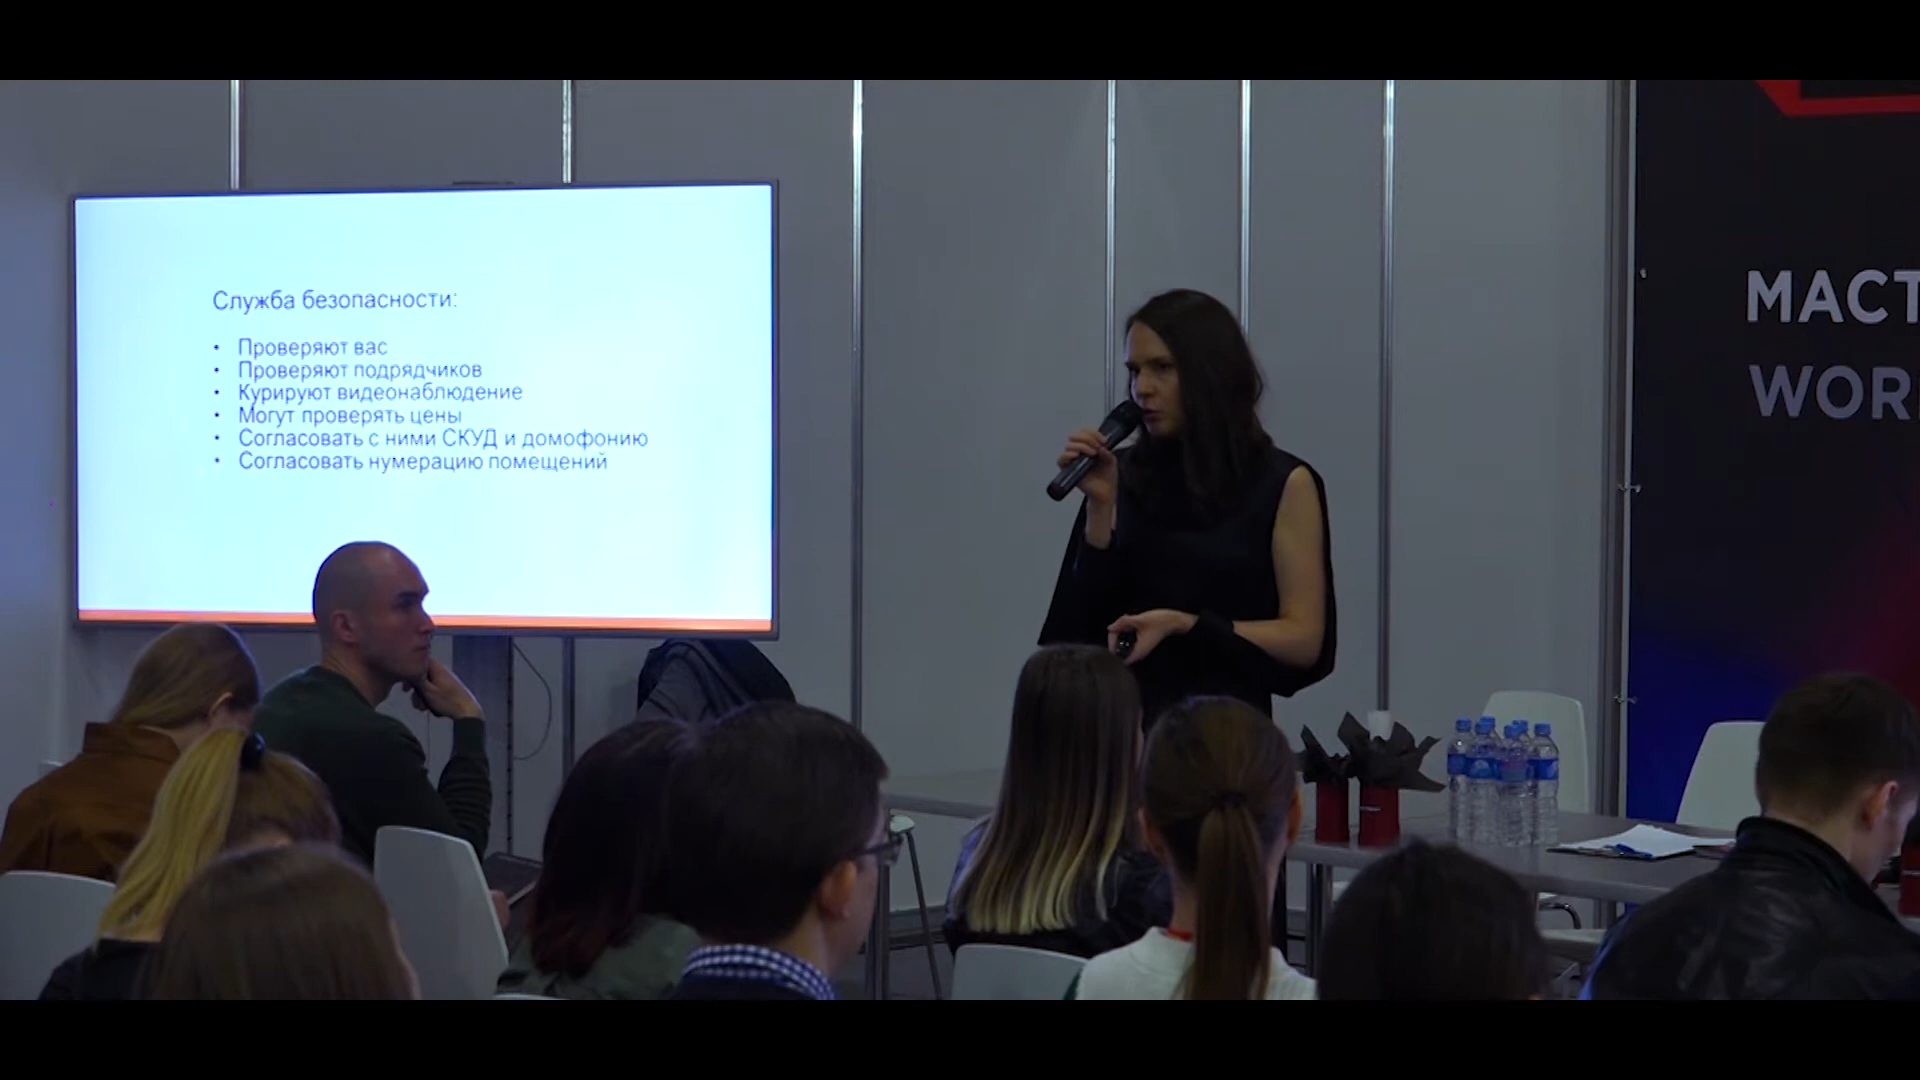 Служба безопасности:
• Проверяют вас
• Проверяют подрядчиков
• Курируют видеонаблюдение
• Могут проверять цены
• Согласовать с ними СКУД и домофонию
• Согласовать нумерацию помещений
МАСТ
WOR